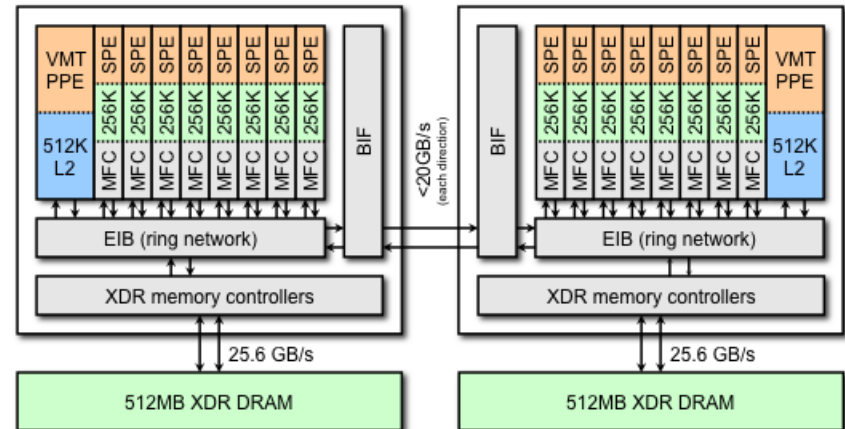 VMT
PPE
512K
L2
SPE SPE SPE SPE SPE SPE SPE SPE
256K 256K 256K 256K 256K 256K 256K 256K
MFC MFC MFC MFC MFC MFC MFC MFC
BIF
EIB (ring network)
XDR memory controllers
25.6 GB/s
512MB XDR DRAM
<20GB/s
(each direction)
BIF
SPE SPE SPE SPE SPE SPE SPE SPE
256K 256K 256K 256K 256K 256K 256K 256K
MFC MFC MFC MFC MFC MFC MFC MFC
VMT
PPE
512K
L2
EIB (ring network)
XDR memory controllers
25.6 GB/s
512MB XDR DRAM